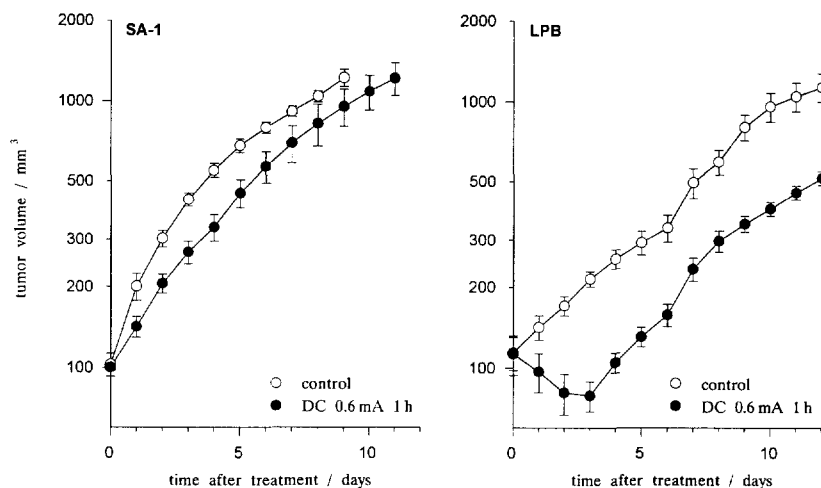 SA-1
2000
1000
500
300
200
100
tumor volume / mm³
0
5
10
time after treatment / days
control
DC 0.6 mA 1 h
LPB
2000
1000
500
300
200
100
0
5
10
time after treatment / days
control
DC 0.6 mA 1 h